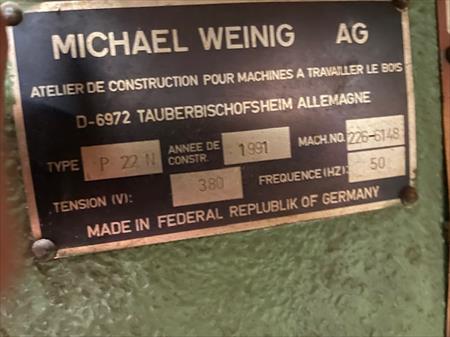 MICHAEL WEINIG AG
ATELIER DE CONSTRUCTION POUR MACHINES A TRAVAILLER LE BOIS
D-6972 TAUBERBISCHOFSHEIM ALLEMAGNE
TYPE P 22 N ANNEE DE CONSTR. 1991 MACH.NO. 226-6148
TENSION (V): 380 FREQUENCE (HZ): 50
MADE IN FEDERAL REPLUBLIK OF GERMANY